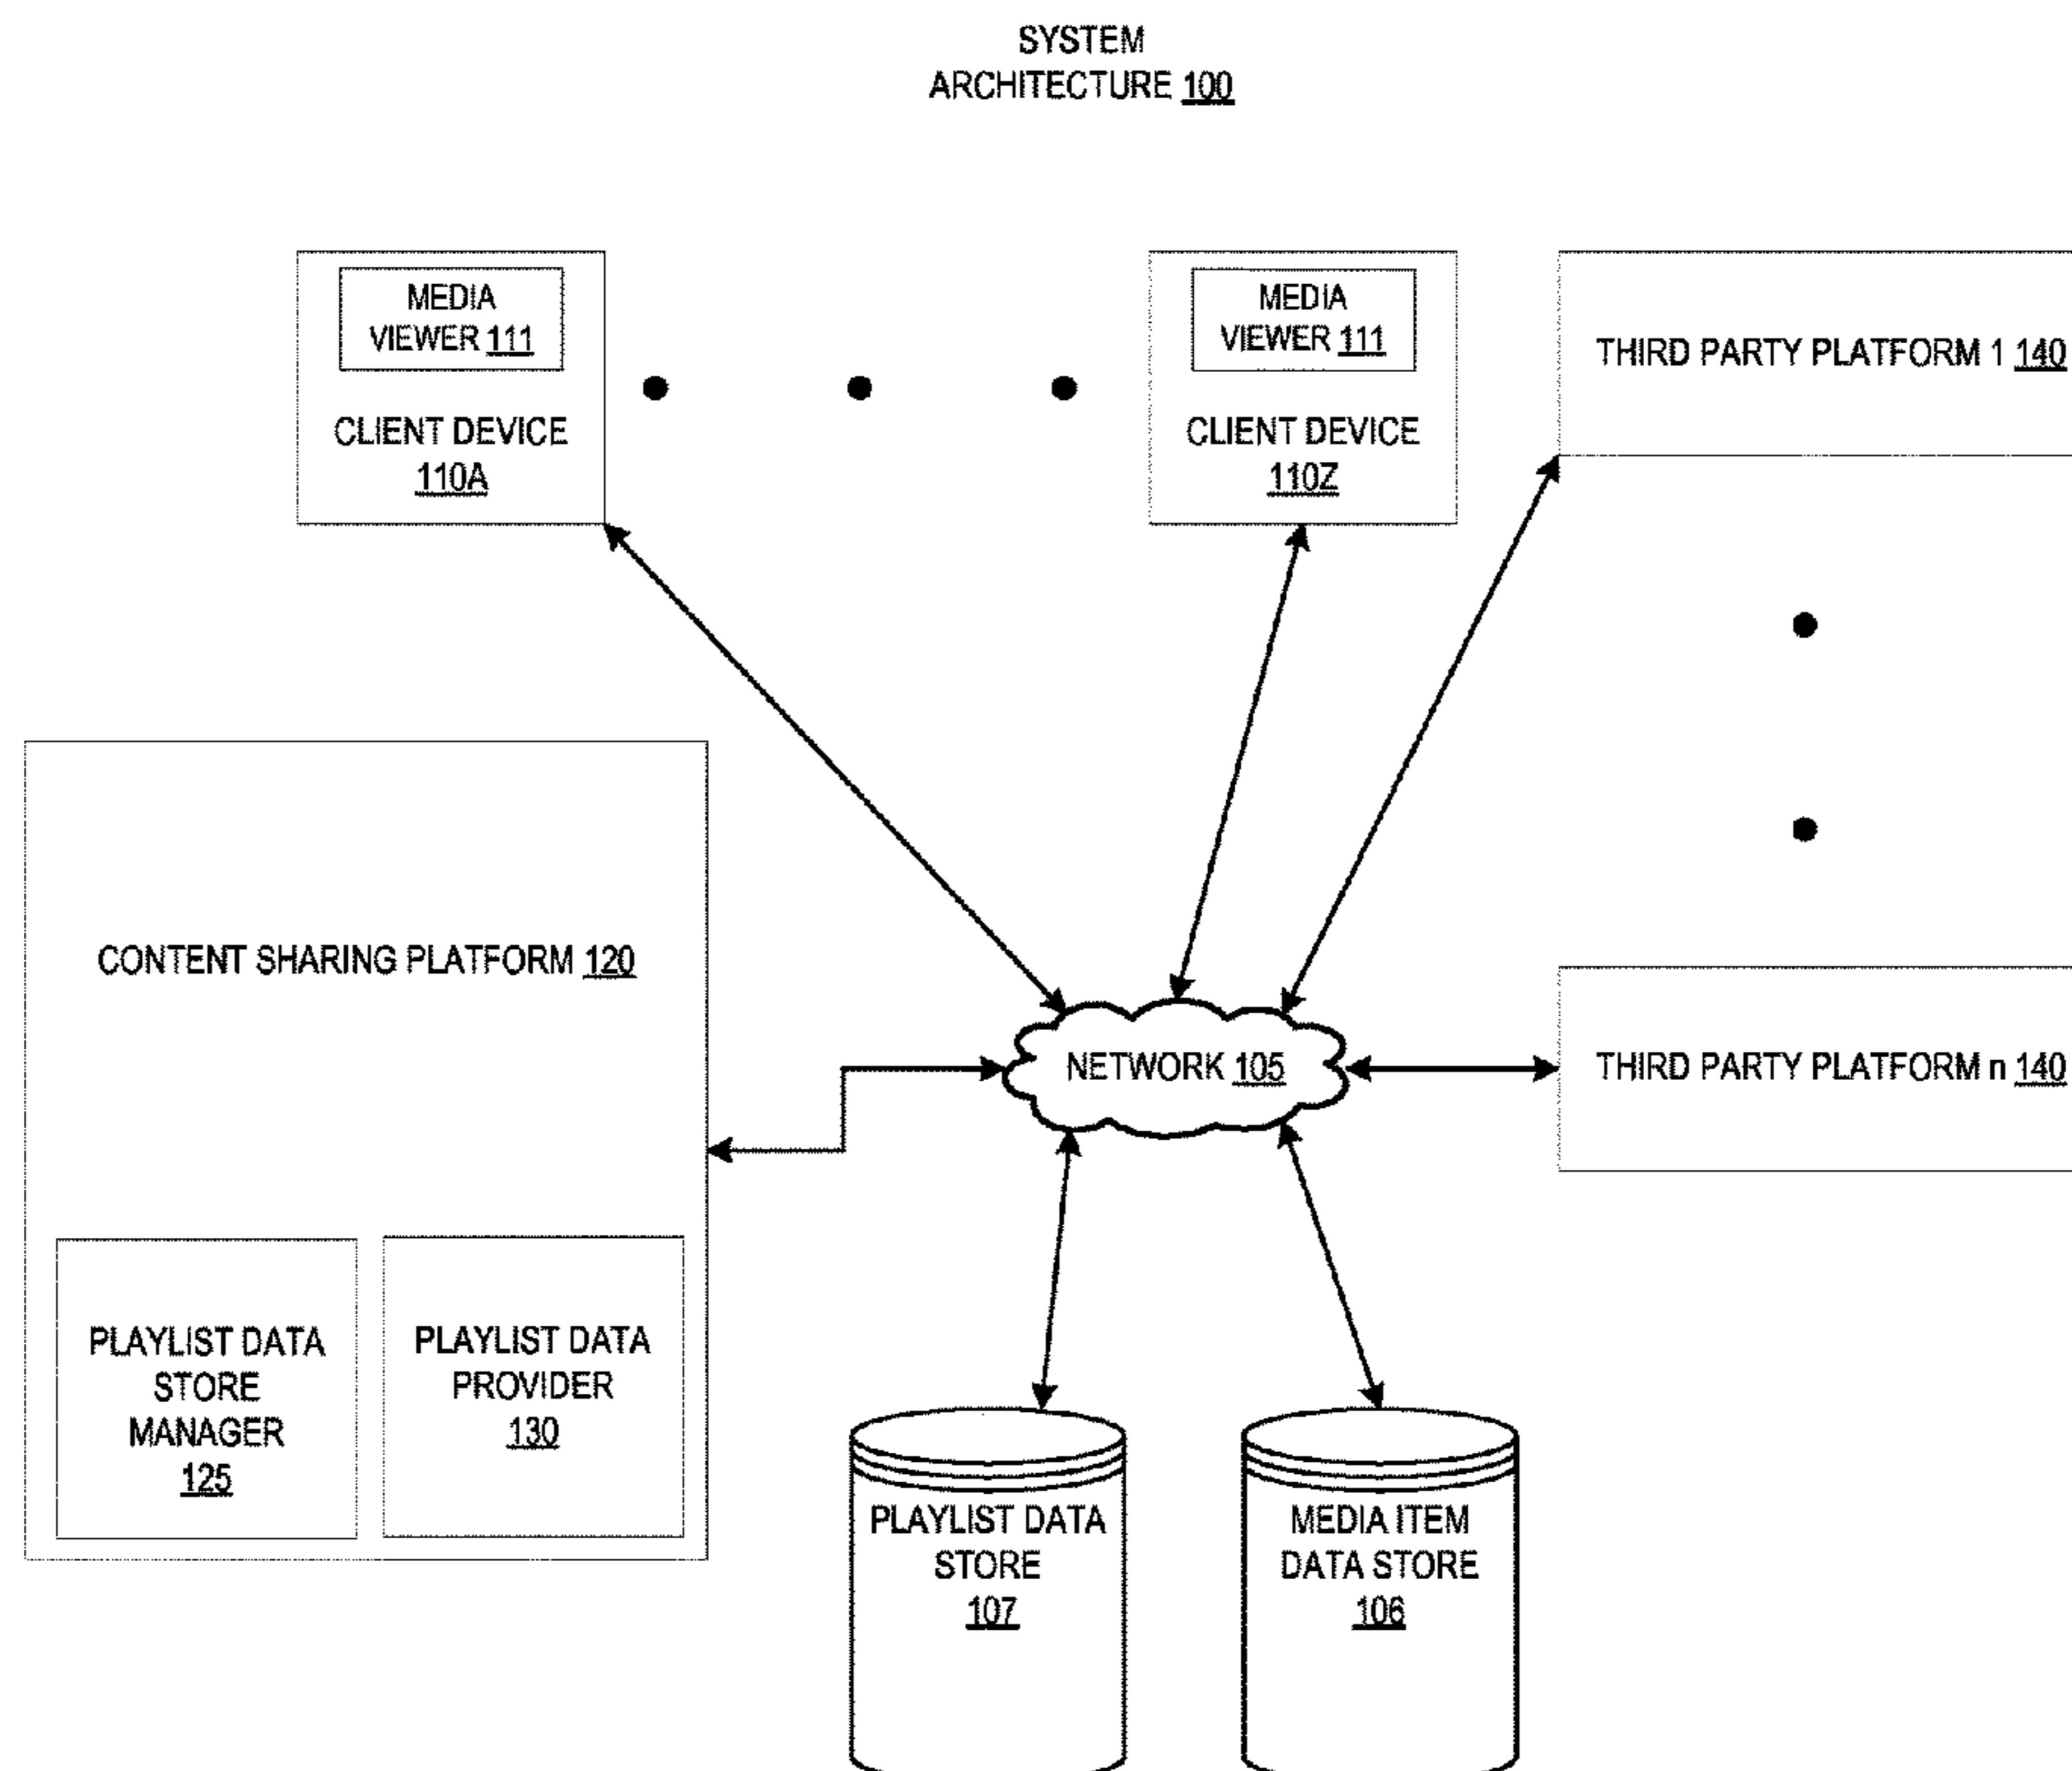 SYSTEM
ARCHITECTURE 100
MEDIA
VIEWER 111
CLIENT DEVICE
110A
MEDIA
VIEWER 111
CLIENT DEVICE
110Z
THIRD PARTY PLATFORM 1 140
CONTENT SHARING PLATFORM 120
NETWORK 105
THIRD PARTY PLATFORM n 140
PLAYLIST DATA
STORE
MANAGER
125
PLAYLIST DATA
PROVIDER
130
PLAYLIST DATA
STORE
107
MEDIA ITEM
DATA STORE
106